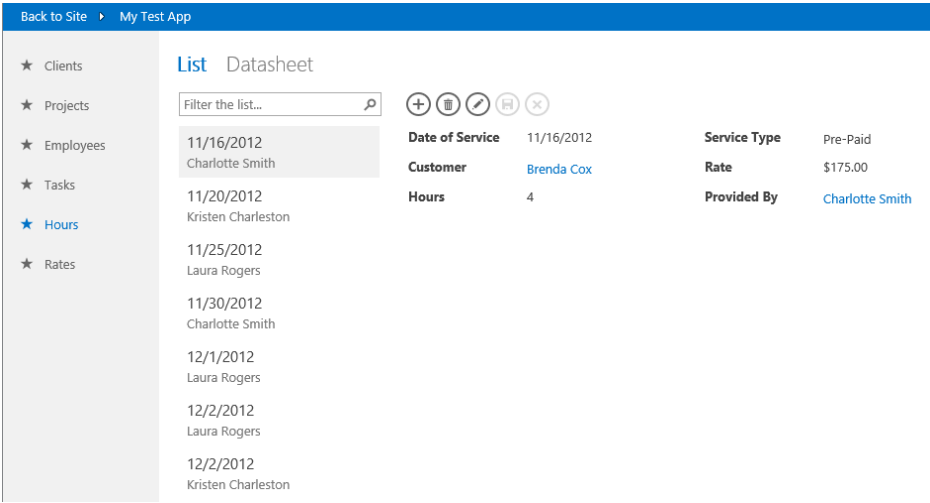 Back to Site My Test App
Clients
Projects
Employees
Tasks
Hours
Rates
List Datasheet
Filter the list...
11/16/2012
Charlotte Smith
11/20/2012
Kristen Charleston
11/25/2012
Laura Rogers
11/30/2012
Charlotte Smith
12/1/2012
Laura Rogers
12/2/2012
Laura Rogers
12/2/2012
Kristen Charleston
Date of Service 11/16/2012 Service Type Pre-Paid
Customer Brenda Cox Rate $175.00
Hours 4 Provided By Charlotte Smith